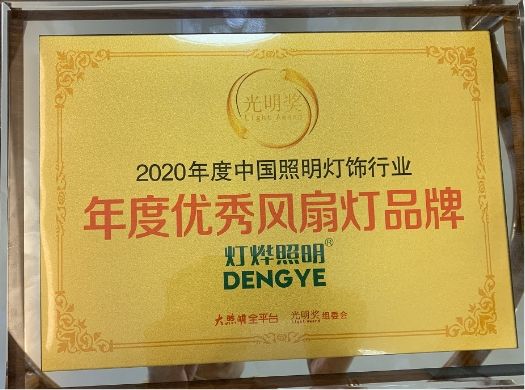 光明奖
Light Award
2020年度中国照明灯饰行业
年度优秀风扇灯品牌
灯烨照明®
DENGYE
大照明全平台 光明奖组委会
Light Award